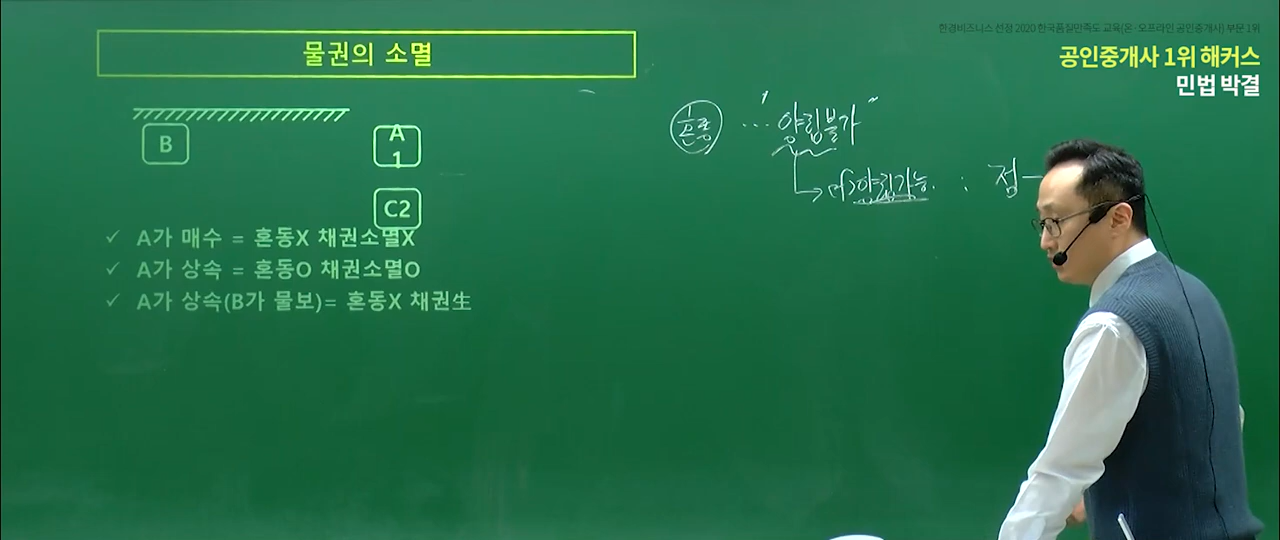 한경비즈니스 선정 2020 한국품질만족도 교육(온·오프라인 공인중개사) 부문 1위
공인중개사 1위 해커스
민법 박결
물권의 소멸
B
A
1
C2
✓ A가 매수 = 혼동X 채권소멸X
✓ A가 상속 = 혼동O 채권소멸O
✓ A가 상속(B가 물보)= 혼동X 채권生
혼동 ... "양립불가"
양립가능. : 점